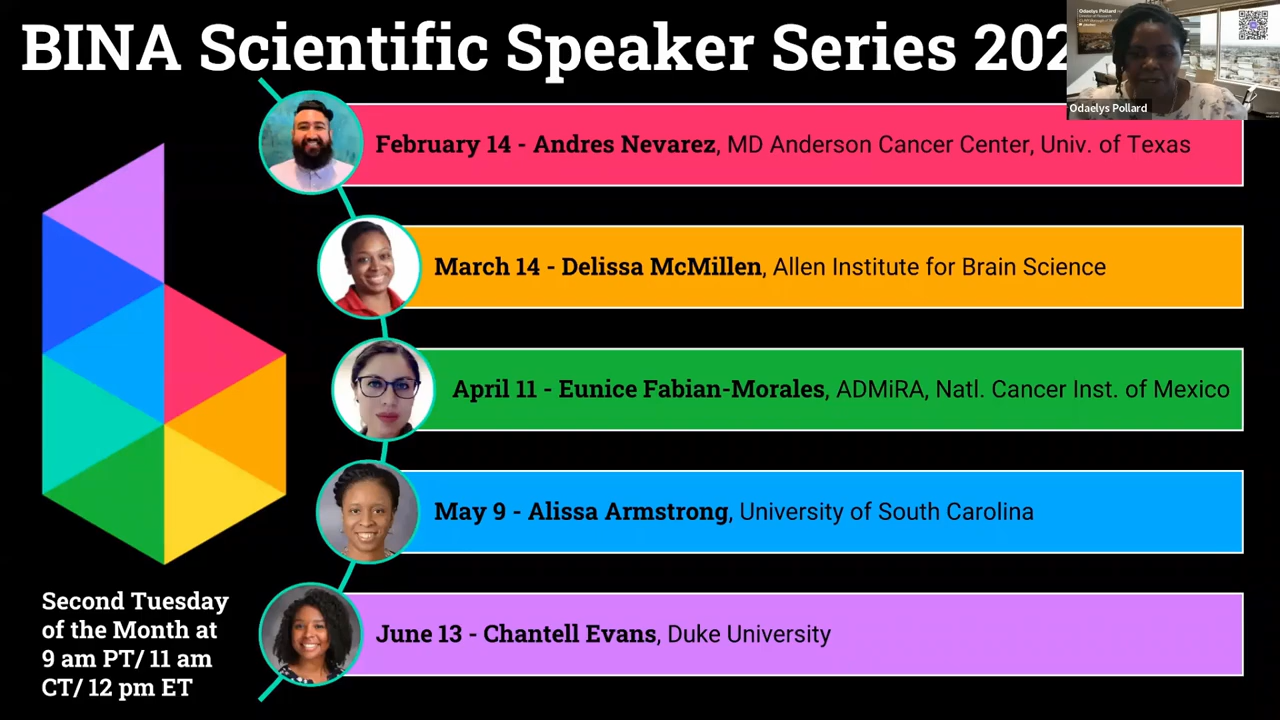 BINA Scientific Speaker Series 202
Odaelys Pollard
Odaelys Pollard
February 14 - Andres Nevarez, MD Anderson Cancer Center, Univ. of Texas
March 14 - Delissa McMillen, Allen Institute for Brain Science
April 11 - Eunice Fabian-Morales, ADMiRA, Natl. Cancer Inst. of Mexico
May 9 - Alissa Armstrong, University of South Carolina
June 13 - Chantell Evans, Duke University
Second Tuesday
of the Month at
9 am PT/ 11 am
CT/ 12 pm ET